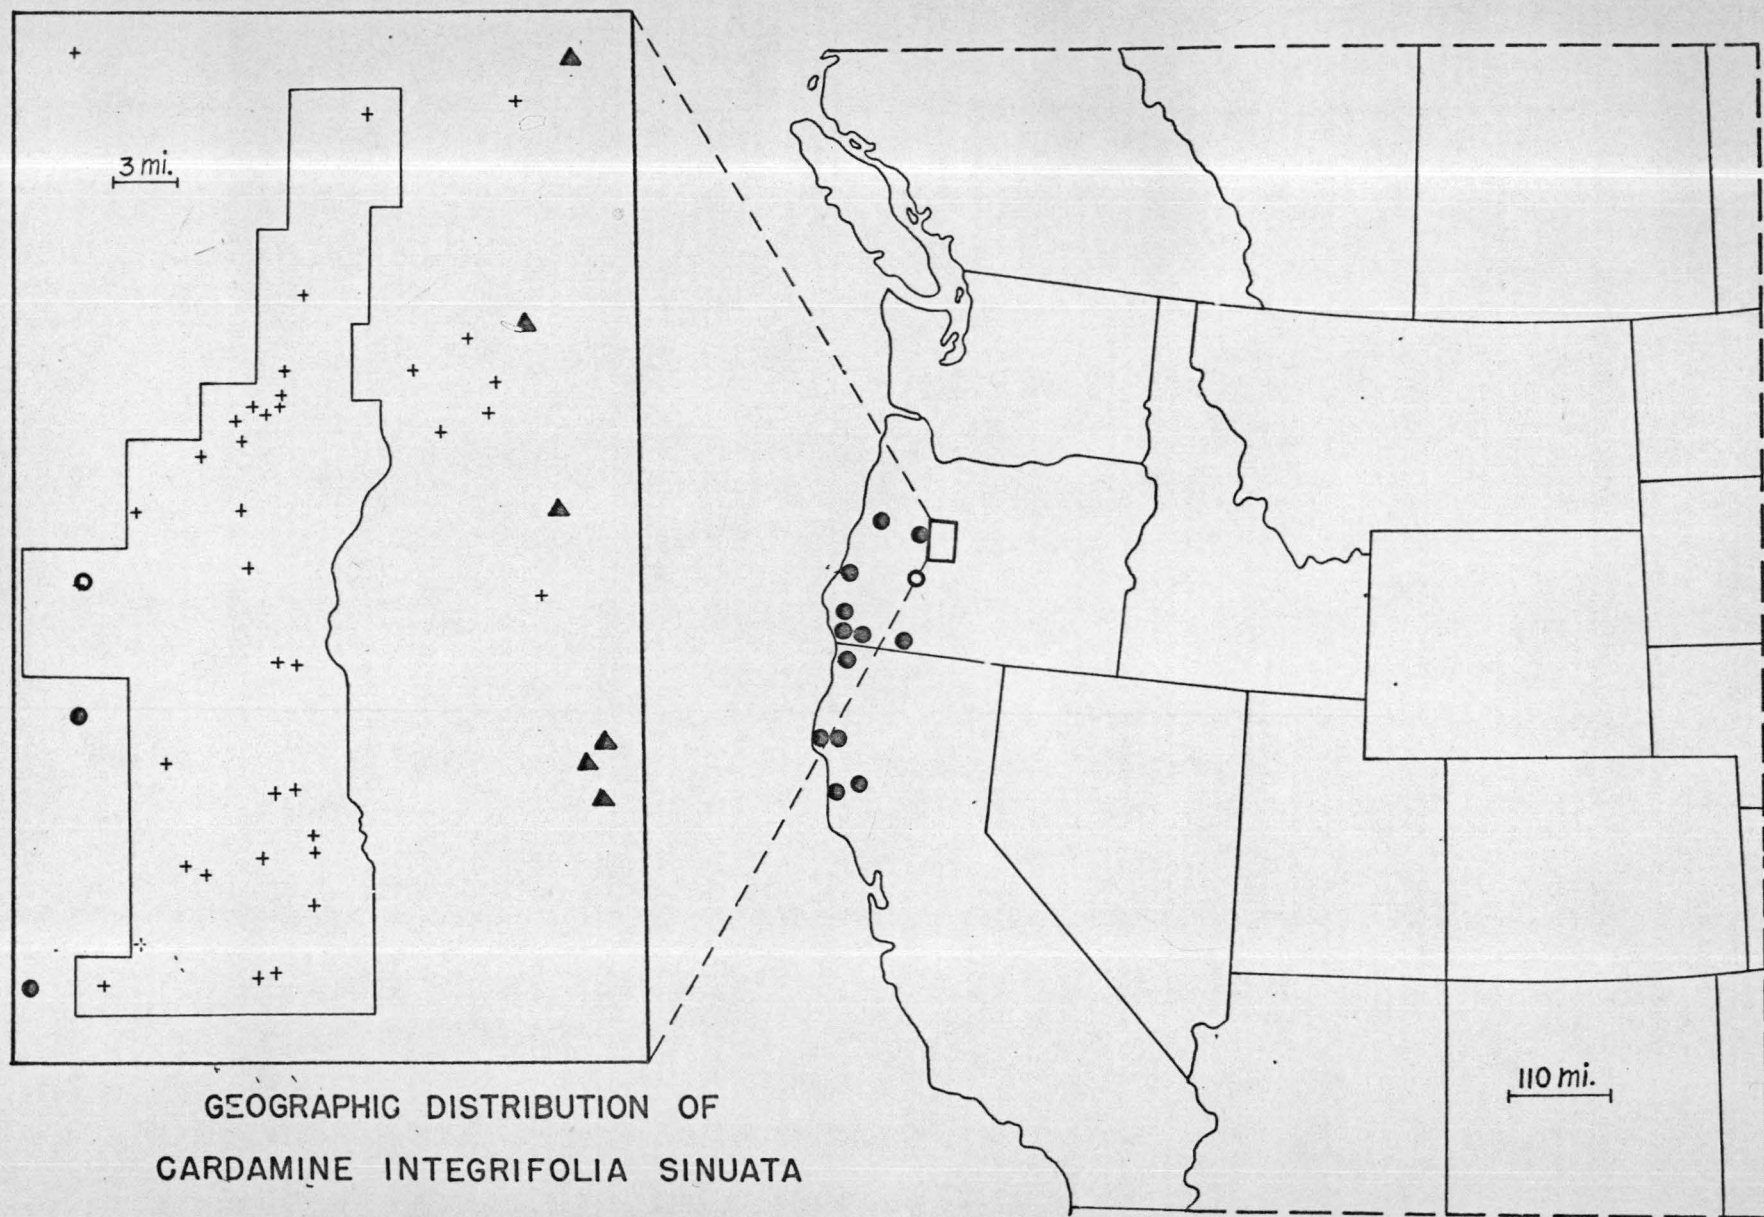 3 mi.
110 mi.
GEOGRAPHIC DISTRIBUTION OF
CARDAMINE INTEGRIFOLIA SINUATA